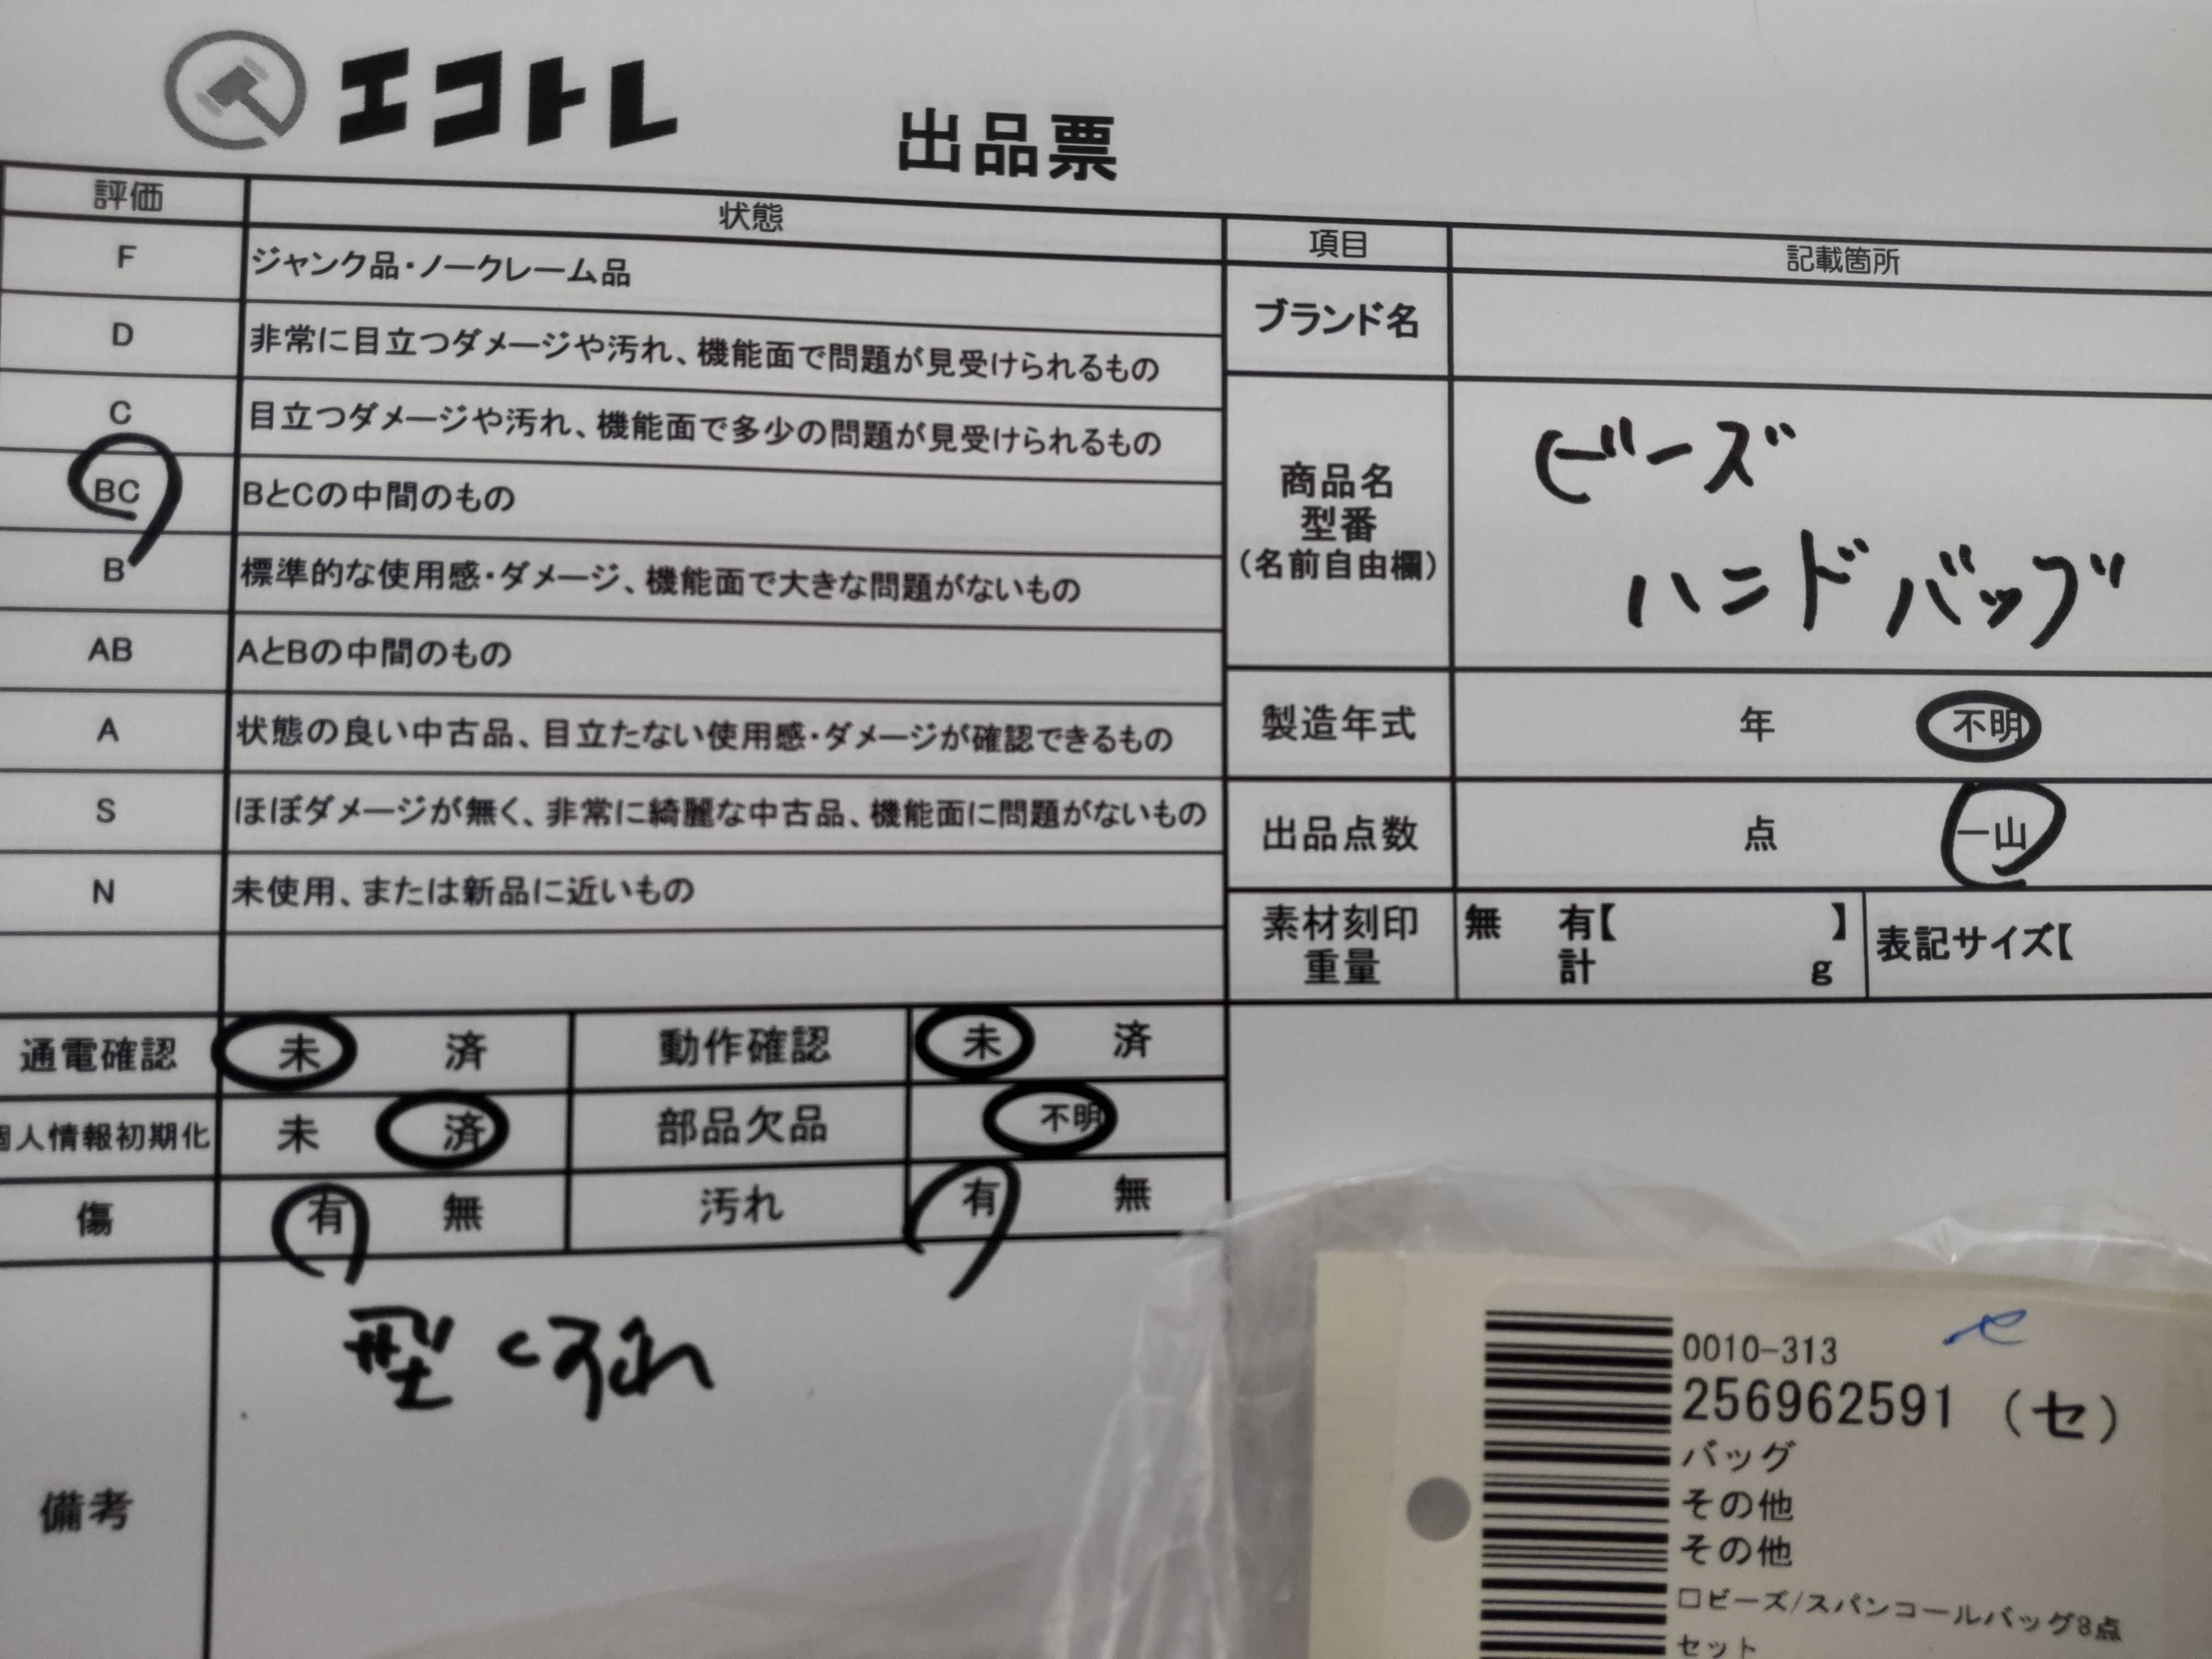 エコトレ
出品票
評価 状態
F ジャンク品・ノークレーム品
D 非常に目立つダメージや汚れ、機能面で問題が見受けられるもの
C 目立つダメージや汚れ、機能面で多少の問題が見受けられるもの
BC BとCの中間のもの
B 標準的な使用感・ダメージ、機能面で大きな問題がないもの
AB AとBの中間のもの
A 状態の良い中古品、目立たない使用感・ダメージが確認できるもの
S ほぼダメージが無く、非常に綺麗な中古品、機能面に問題がないもの
N 未使用、または新品に近いもの
項目 記載箇所
ブランド名
商品名
型番
(名前自由欄)
ビーズ
ハンドバッグ
製造年式 年 不明
出品点数 点 一山
素材刻印
重量
無 有【 】
計 g
表記サイズ【
通電確認 未 済 動作確認 未 済
個人情報初期化 未 済 部品欠品 不明
傷 有 無 汚れ 有 無
備考
型くずれ
0010-313
256962591 (セ)
バッグ
その他
その他
□ビーズ/スパンコールバッグ8点
セット